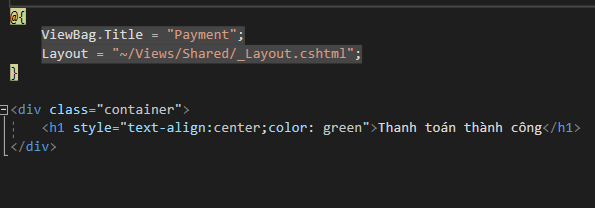 @{
ViewBag.Title = "Payment";
Layout = "~/Views/Shared/_Layout.cshtml";
}
<div class="container">
<h1 style="text-align:center;color: green">Thanh toán thành công</h1>
</div>